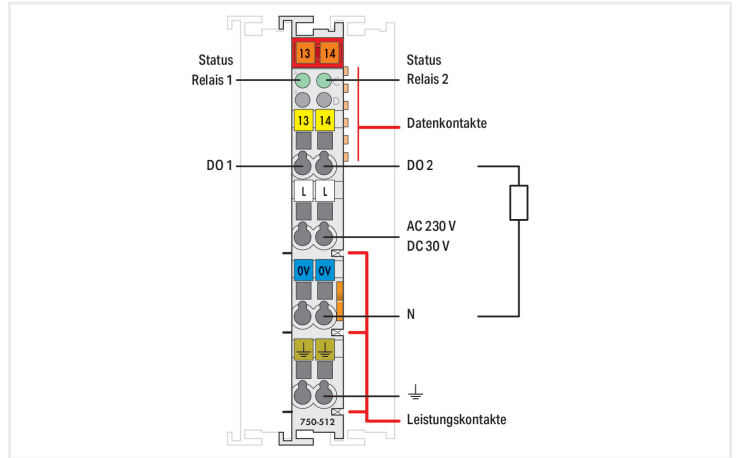 13 14
Status
Relais 1
Status
Relais 2
C
D
13 14
Datenkontakte
DO 1
DO 2
L L
AC 230 V
DC 30 V
0V 0V
N
750-512
Leistungskontakte